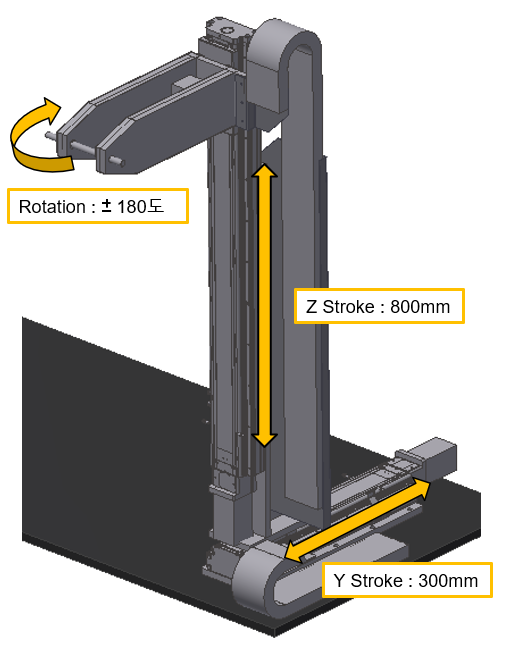 Rotation : ± 180도
Z Stroke : 800mm
Y Stroke : 300mm